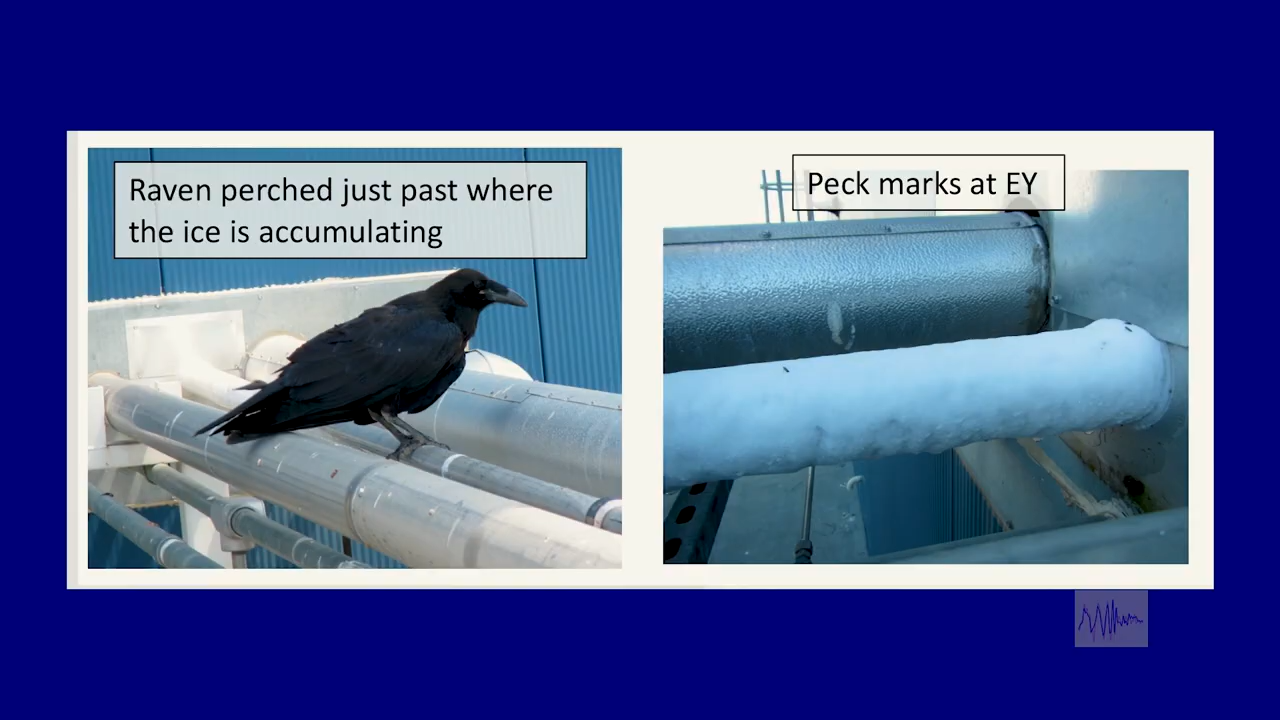 Raven perched just past where
the ice is accumulating
Peck marks at EY